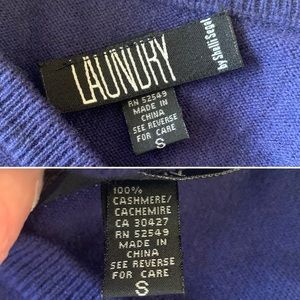 LAUNDRY
by Shelli Segal
RN 52549
MADE IN
CHINA
SEE REVERSE
FOR CARE
S
100%
CASHMERE/
CACHEMIRE
CA 30427
RN 52549
MADE IN
CHINA
SEE REVERSE
FOR CARE
S